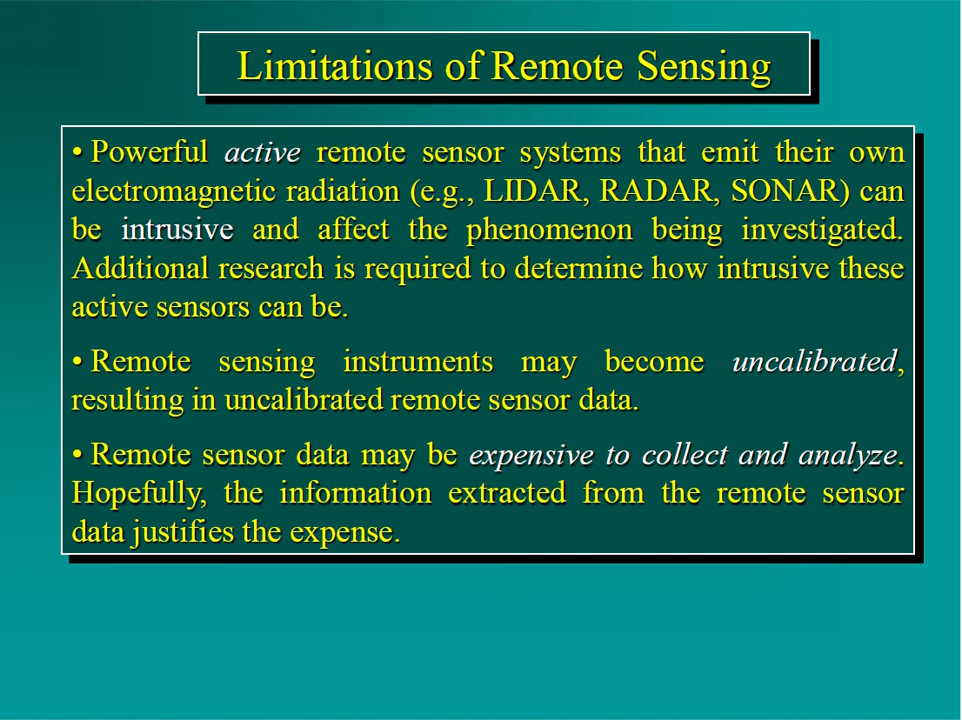 Limitations of Remote Sensing
• Powerful active remote sensor systems that emit their own
electromagnetic radiation (e.g., LIDAR, RADAR, SONAR) can
be intrusive and affect the phenomenon being investigated.
Additional research is required to determine how intrusive these
active sensors can be.
• Remote sensing instruments may become uncalibrated,
resulting in uncalibrated remote sensor data.
• Remote sensor data may be expensive to collect and analyze.
Hopefully, the information extracted from the remote sensor
data justifies the expense.